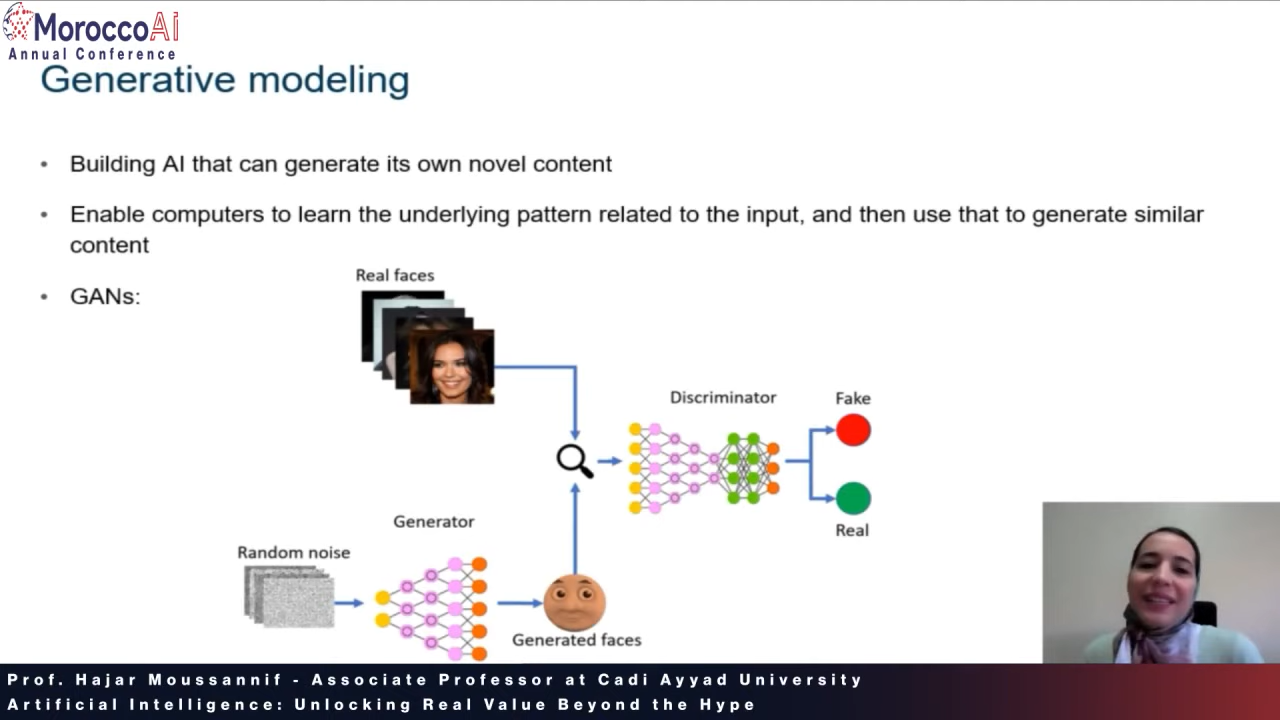 MoroccoAi
Annual Conference
Generative modeling
• Building AI that can generate its own novel content
• Enable computers to learn the underlying pattern related to the input, and then use that to generate similar
content
• GANs:
Real faces
Discriminator
Fake
Real
Generator
Random noise
Generated faces
Prof. Hajar Moussannif - Associate Professor at Cadi Ayyad University
Artificial Intelligence: Unlocking Real Value Beyond the Hype